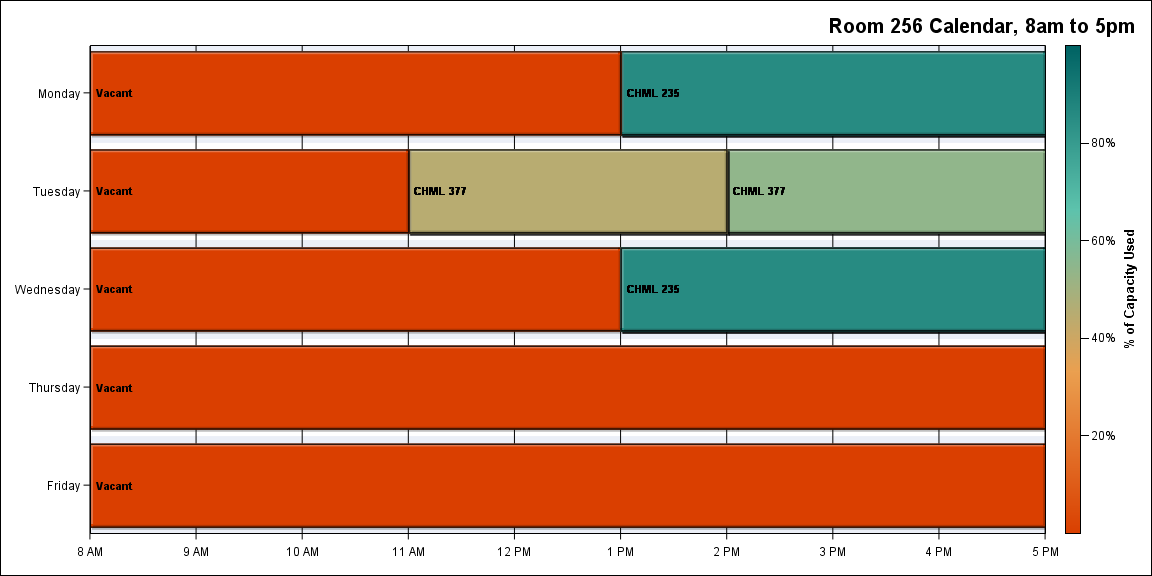 Room 256 Calendar, 8am to 5pm
Monday
Vacant
CHML 235
Tuesday
Vacant
CHML 377
CHML 377
Wednesday
Vacant
CHML 235
Thursday
Vacant
Friday
Vacant
8 AM
9 AM
10 AM
11 AM
12 PM
1 PM
2 PM
3 PM
4 PM
5 PM
80%
60%
40%
20%
% of Capacity Used